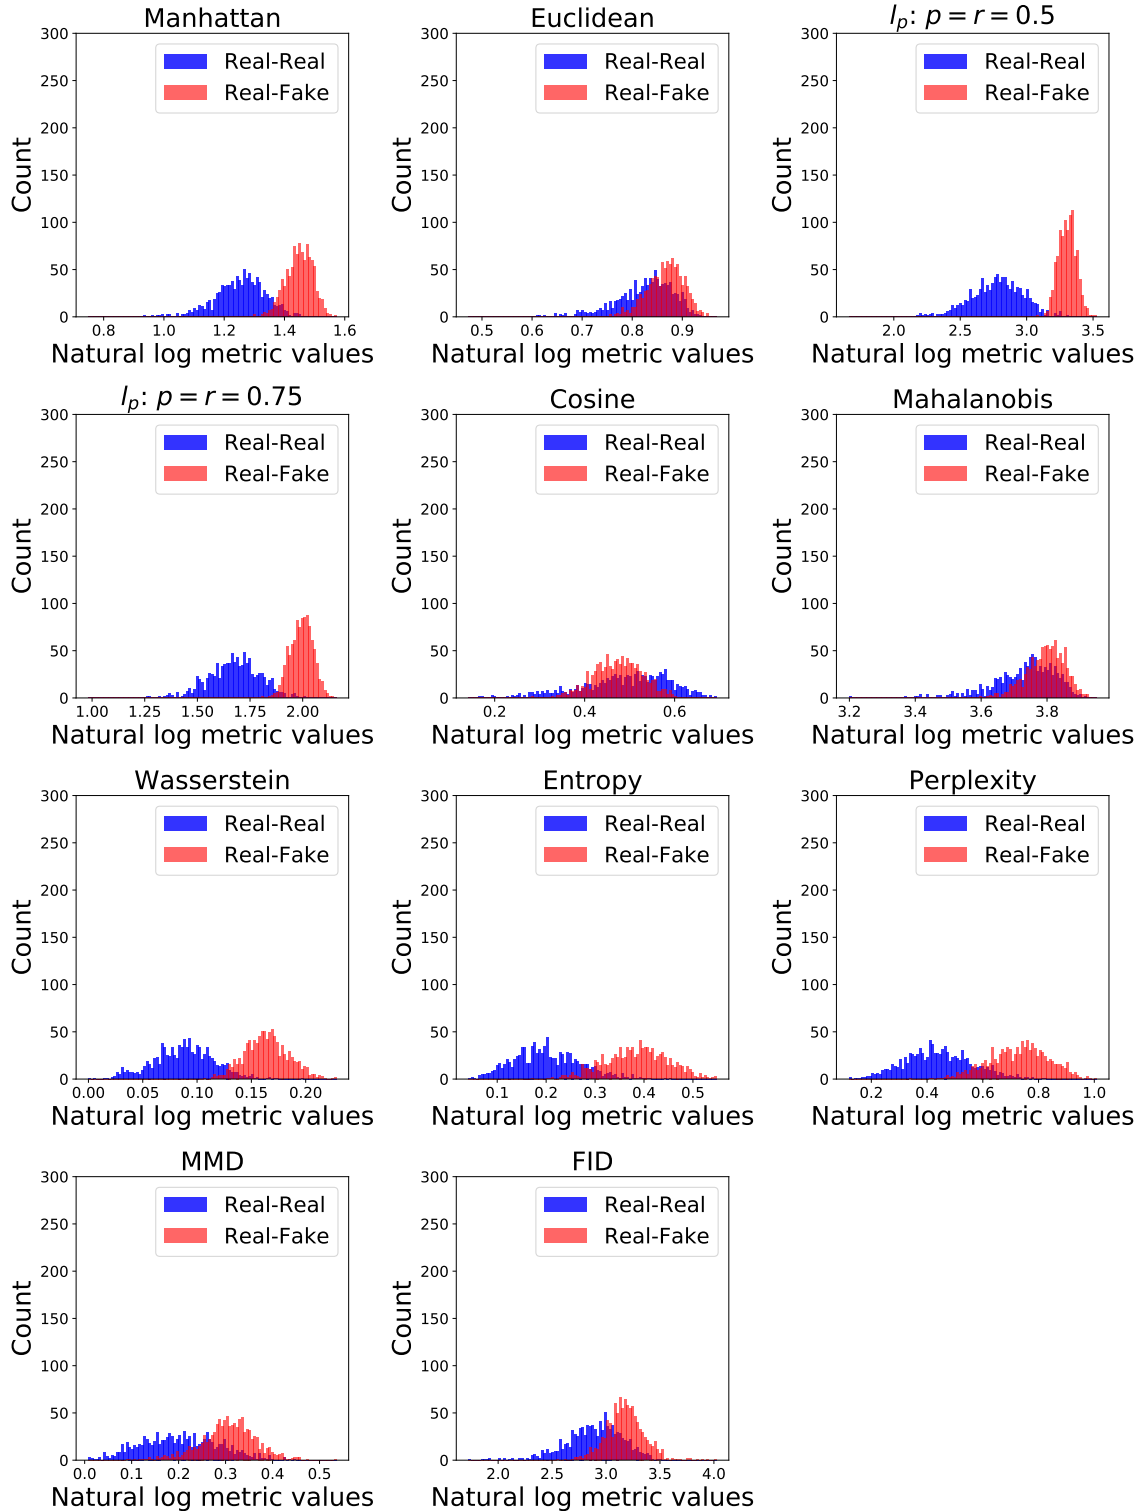 Manhattan
300
250
200
150
100
50
0
Count
Real-Real
Real-Fake
0.8 1.0 1.2 1.4 1.6
Natural log metric values
Euclidean
300
250
200
150
100
50
0
Count
Real-Real
Real-Fake
0.5 0.6 0.7 0.8 0.9
Natural log metric values
l_p: p = r = 0.5
300
250
200
150
100
50
0
Count
Real-Real
Real-Fake
2.0 2.5 3.0 3.5
Natural log metric values
l_p: p = r = 0.75
300
250
200
150
100
50
0
Count
Real-Real
Real-Fake
1.00 1.25 1.50 1.75 2.00
Natural log metric values
Cosine
300
250
200
150
100
50
0
Count
Real-Real
Real-Fake
0.2 0.4 0.6
Natural log metric values
Mahalanobis
300
250
200
150
100
50
0
Count
Real-Real
Real-Fake
3.2 3.4 3.6 3.8
Natural log metric values
Wasserstein
300
250
200
150
100
50
0
Count
Real-Real
Real-Fake
0.00 0.05 0.10 0.15 0.20
Natural log metric values
Entropy
300
250
200
150
100
50
0
Count
Real-Real
Real-Fake
0.1 0.2 0.3 0.4 0.5
Natural log metric values
Perplexity
300
250
200
150
100
50
0
Count
Real-Real
Real-Fake
0.2 0.4 0.6 0.8 1.0
Natural log metric values
MMD
300
250
200
150
100
50
0
Count
Real-Real
Real-Fake
0.0 0.1 0.2 0.3 0.4 0.5
Natural log metric values
FID
300
250
200
150
100
50
0
Count
Real-Real
Real-Fake
2.0 2.5 3.0 3.5 4.0
Natural log metric values